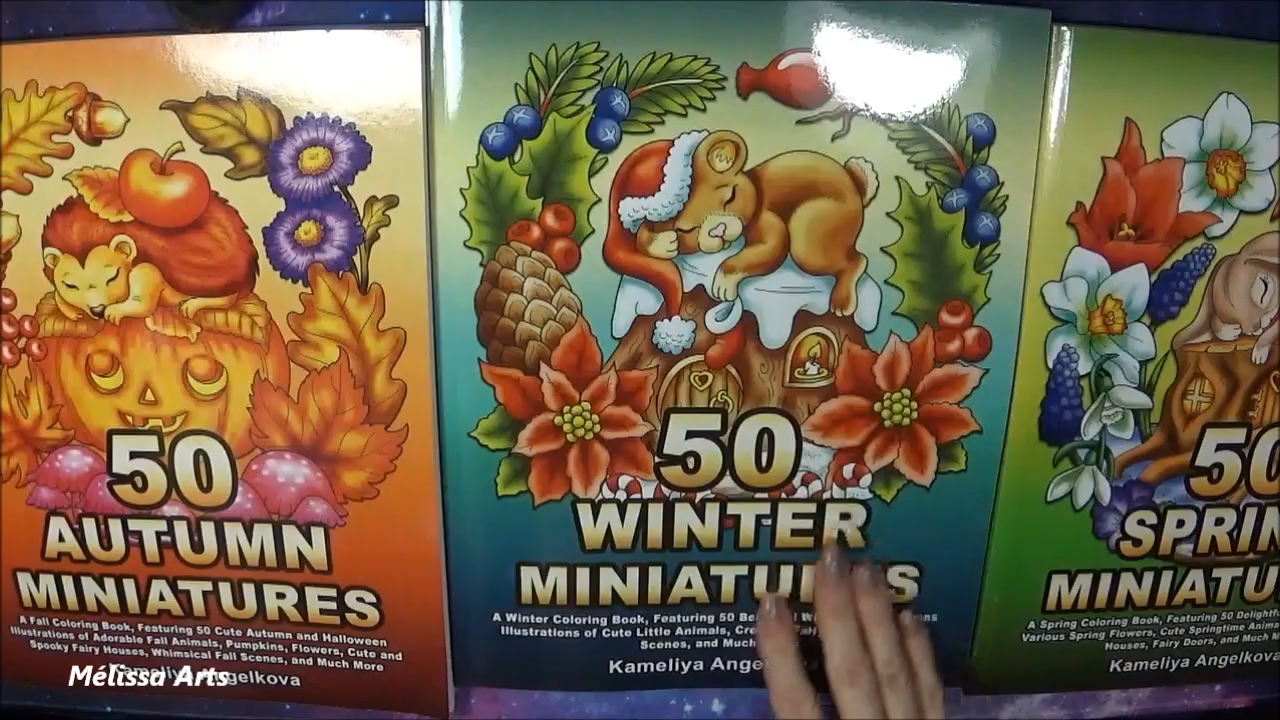 50
AUTUMN
MINIATURES
A Fall Coloring Book, Featuring 50 Cute Autumn and Halloween
Illustrations of Adorable Fall Animals, Pumpkins, Flowers, Cute and
Spooky Fairy Houses, Whimsical Fall Scenes, and Much More
Kameliya Angelkova
Mélissa Arts
50
WINTER
MINIATURES
A Winter Coloring Book, Featuring 50
Illustrations of Cute Little Animals,
Scenes, and Much
Kameliya
50
SPRIN
MINIATU
A Spring Coloring Book, Featuring 50
Various Spring Flowers, Cute Springtime
Houses, Fairy Doors, and Much
Kameliya Angelkova